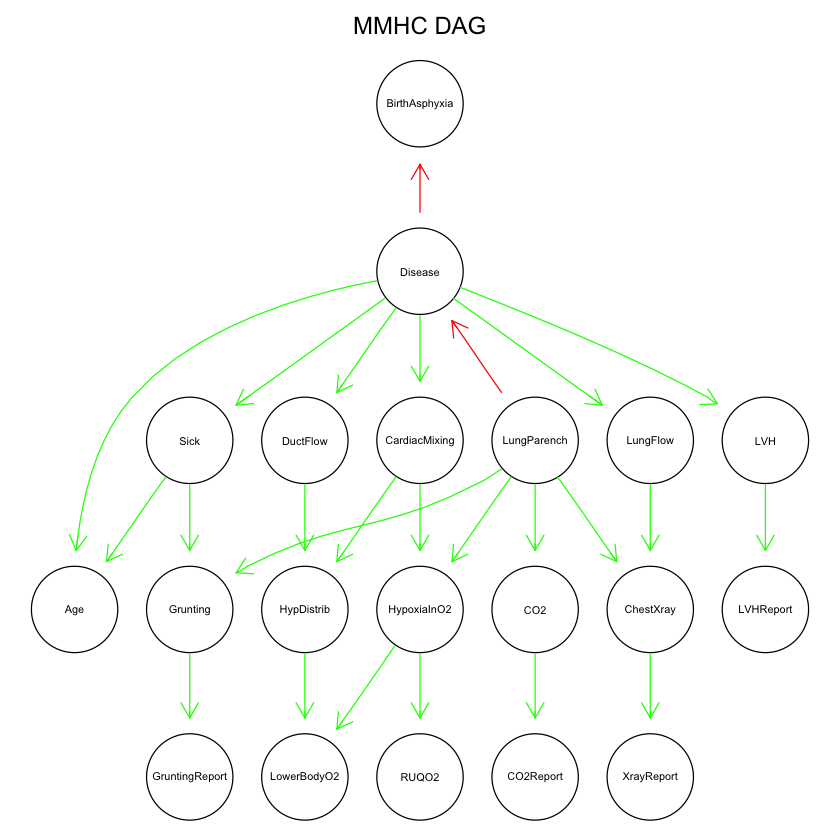 MMHC DAG
BirthAsphyxia
Disease
Sick
DuctFlow
CardiacMixing
LungParench
LungFlow
LVH
Age
Grunting
HypDistrib
HypoxiaInO2
CO2
ChestXray
LVHReport
GruntingReport
LowerBodyO2
RUQO2
CO2Report
XrayReport